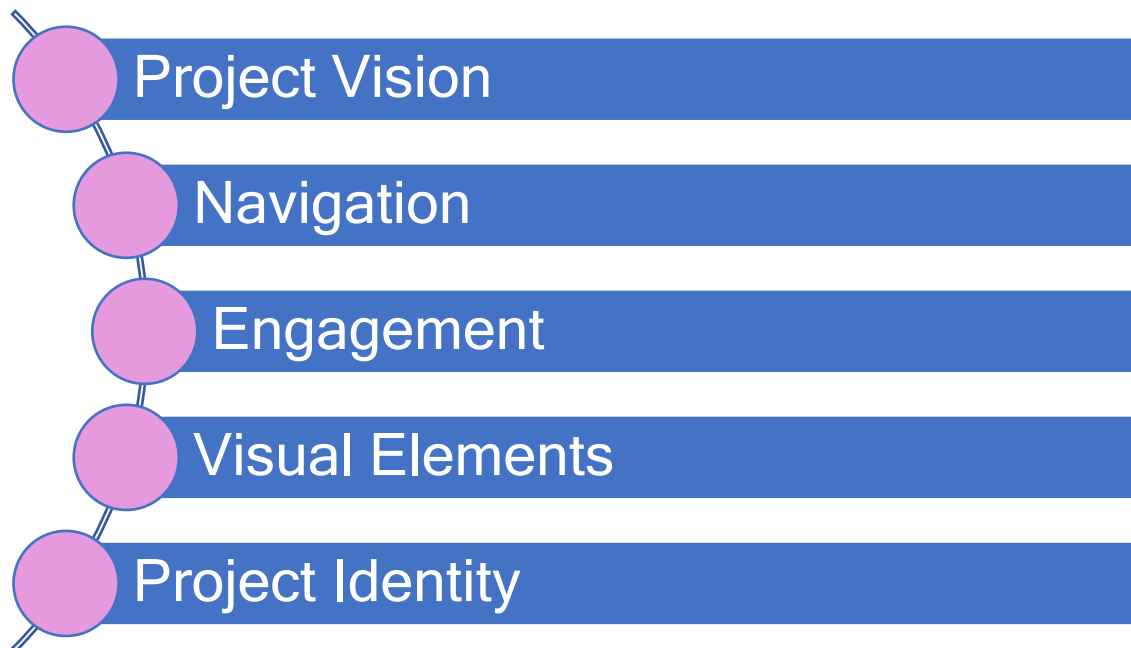 Project Vision
Navigation
Engagement
Visual Elements
Project Identity